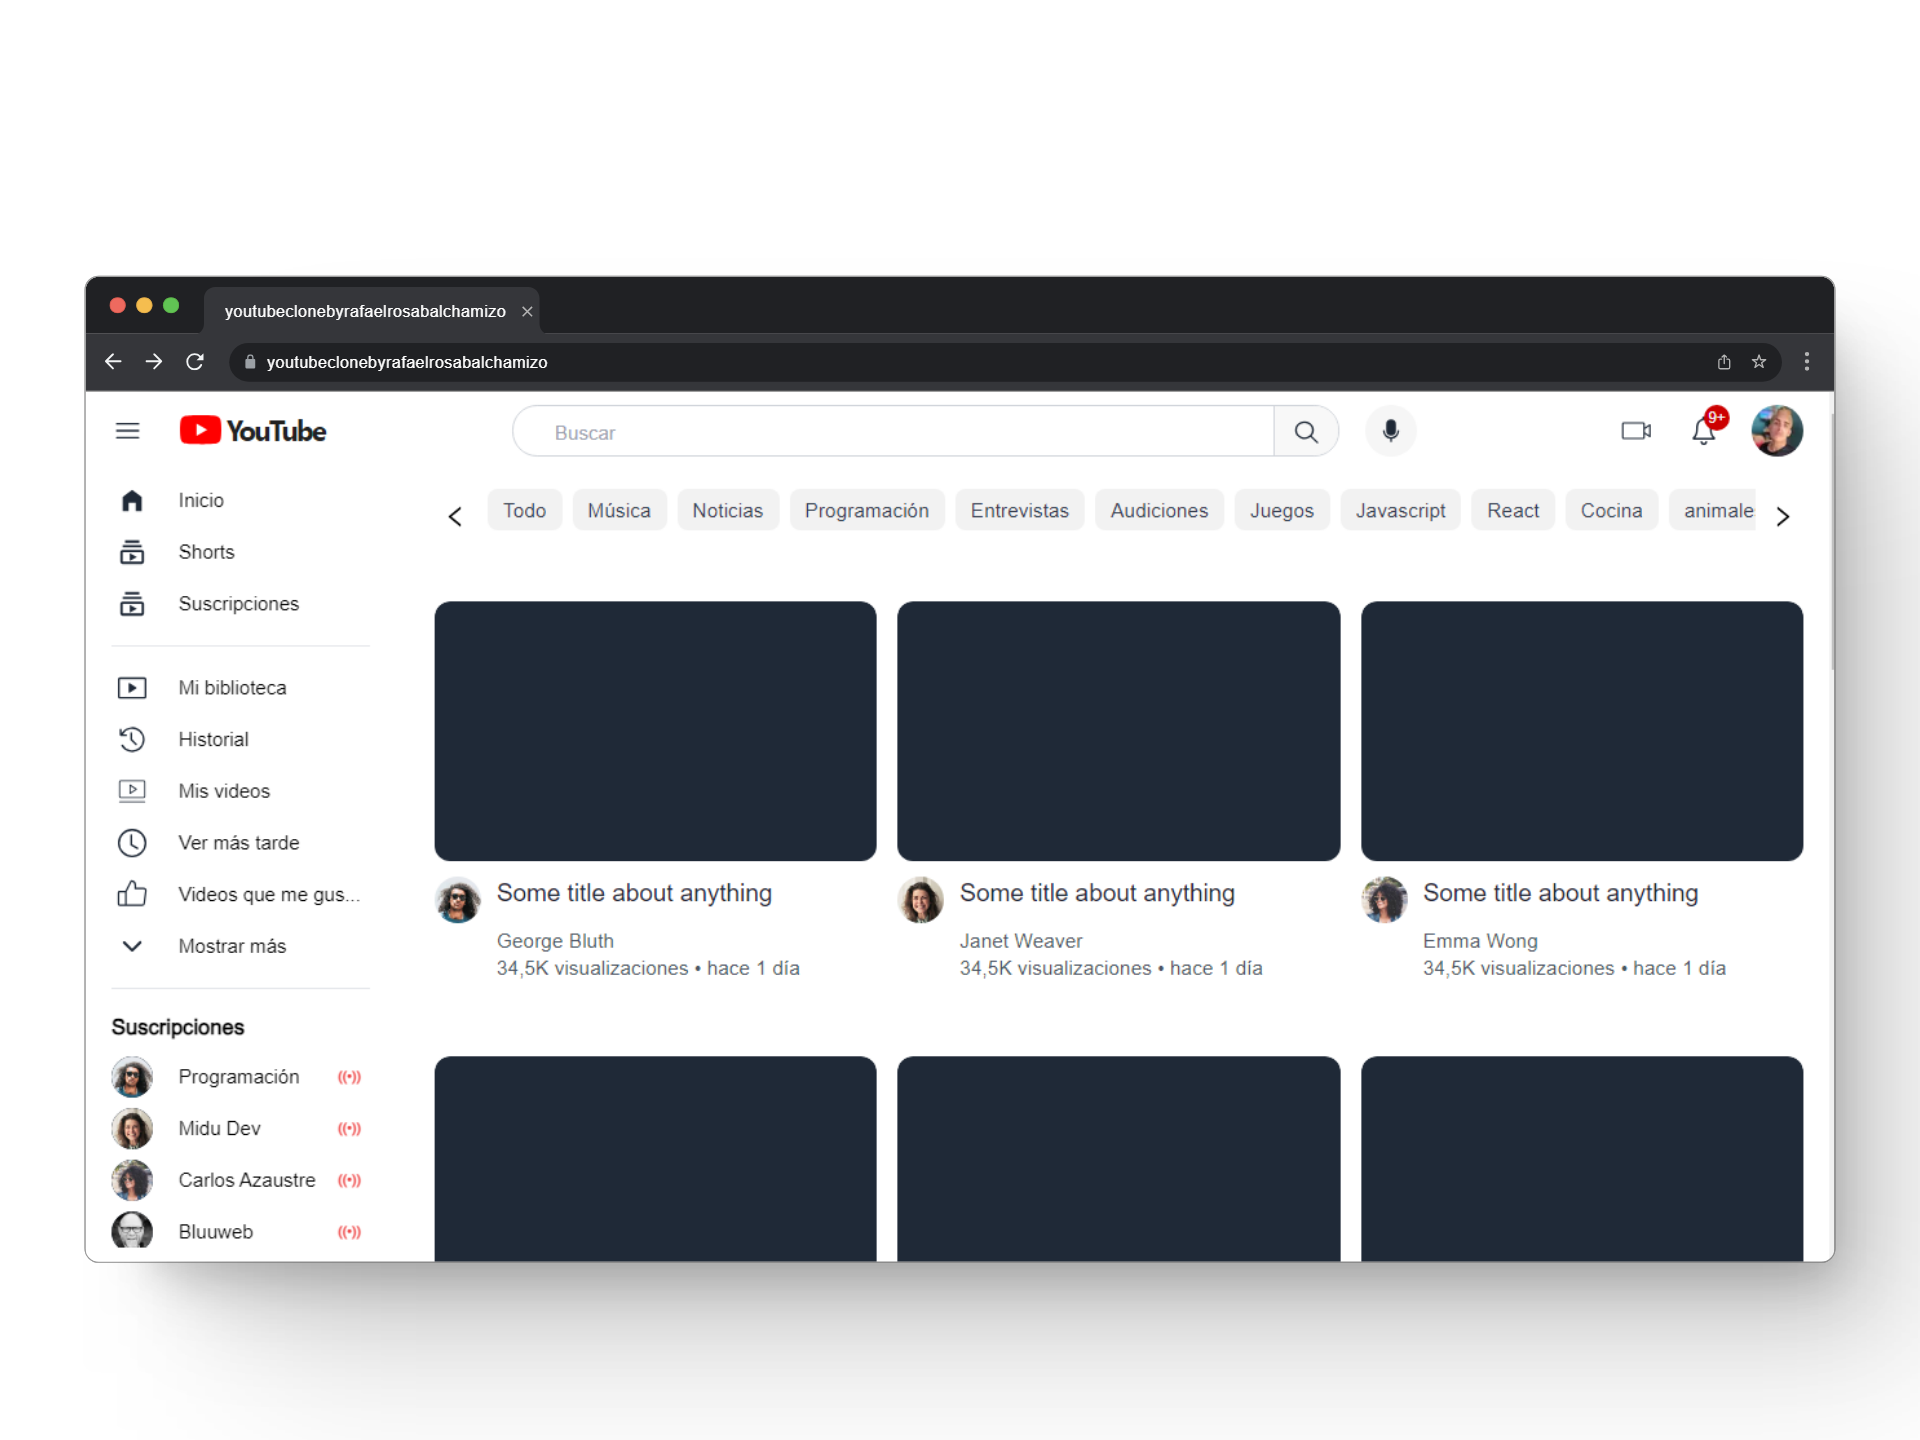 youtubeclonebyrafaelrosabalchamizo
youtubeclonebyrafaelrosabalchamizo
YouTube
Buscar
9+
Inicio
Shorts
Suscripciones
Mi biblioteca
Historial
Mis videos
Ver más tarde
Videos que me gus...
Mostrar más
Suscripciones
Programación
Midu Dev
Carlos Azaustre
Bluuweb
Todo Música Noticias Programación Entrevistas Audiciones Juegos Javascript React Cocina animale
Some title about anything
George Bluth
34,5K visualizaciones • hace 1 día
Some title about anything
Janet Weaver
34,5K visualizaciones • hace 1 día
Some title about anything
Emma Wong
34,5K visualizaciones • hace 1 día